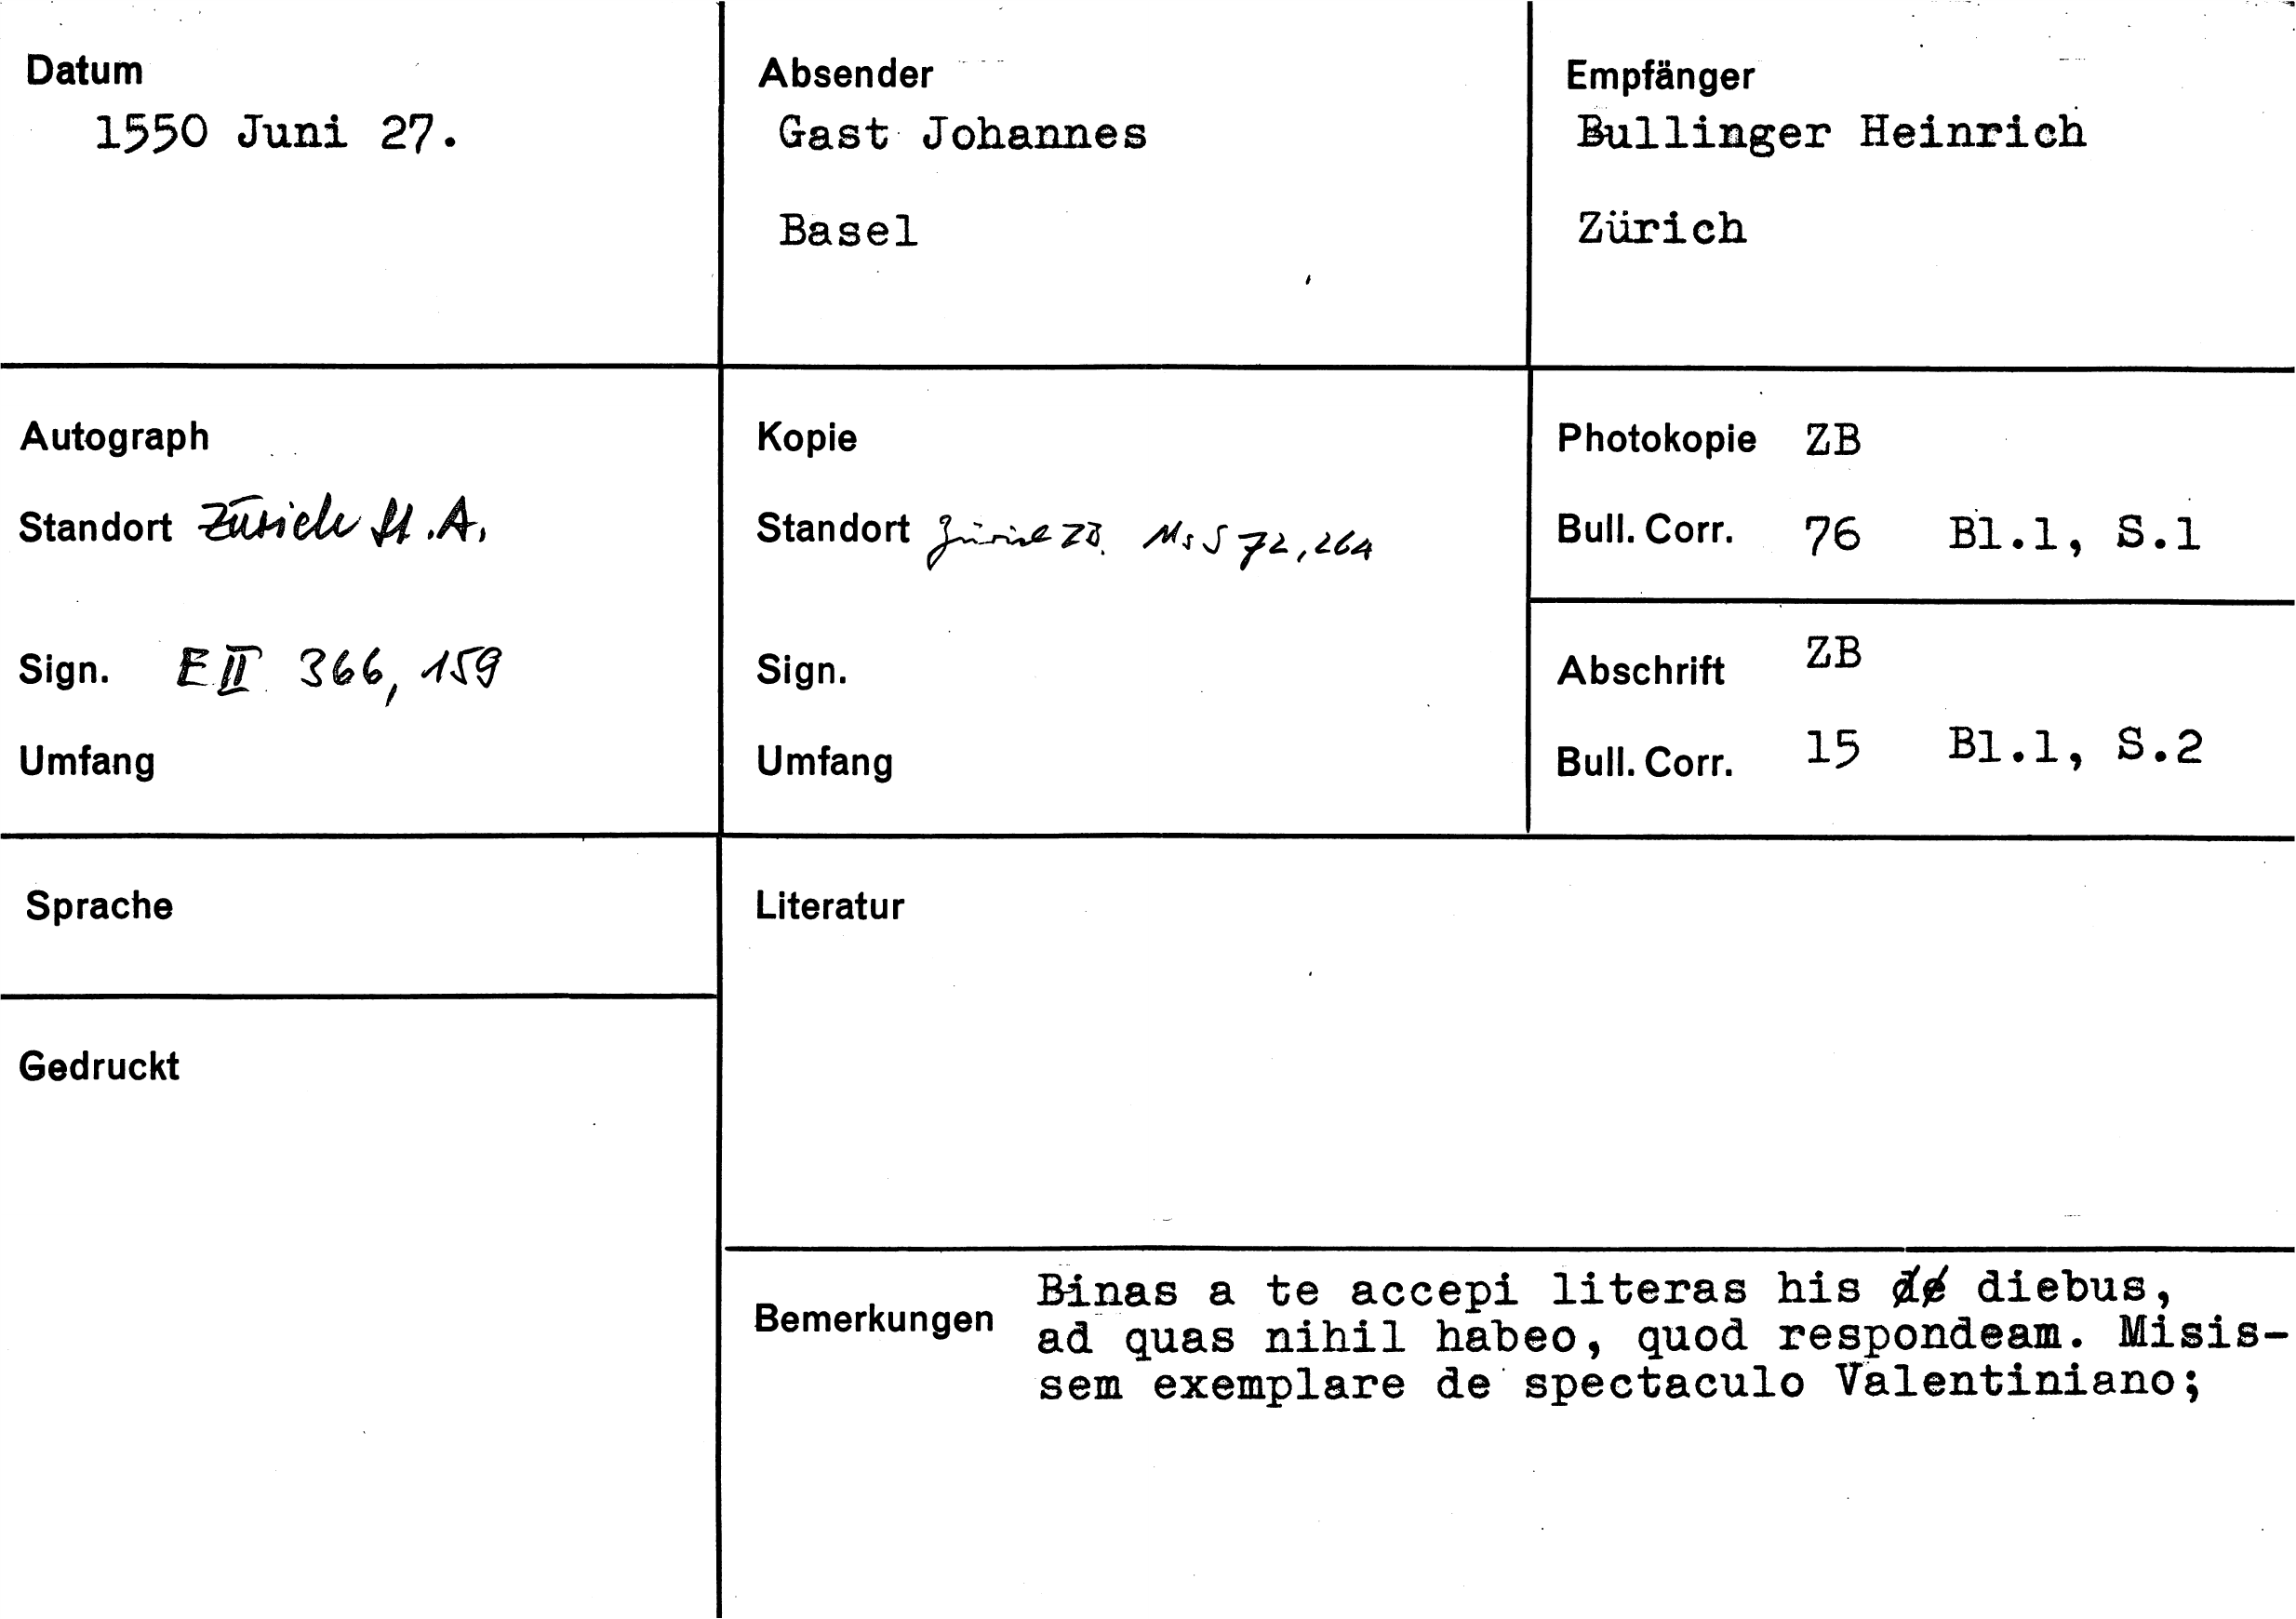 Datum
1550 Juni 27.
Absender
Gast Johannes
Basel
Empfänger
Bullinger Heinrich
Zürich
Autograph
Standort Zürich St.A.
Sign. E II 366, 159
Umfang
Kopie
Standort Zürich ZB. Ms S 72, 264
Sign.
Umfang
Photokopie ZB
Bull. Corr. 76 Bl.1, S.1
Abschrift ZB
Bull. Corr. 15 Bl.1, S.2
Sprache
Gedruckt
Literatur
Bemerkungen
Binas a te accepi literas his de diebus,
ad quas nihil habeo, quod respondeam. Misis-
sem exemplare de spectaculo Valentiniano;